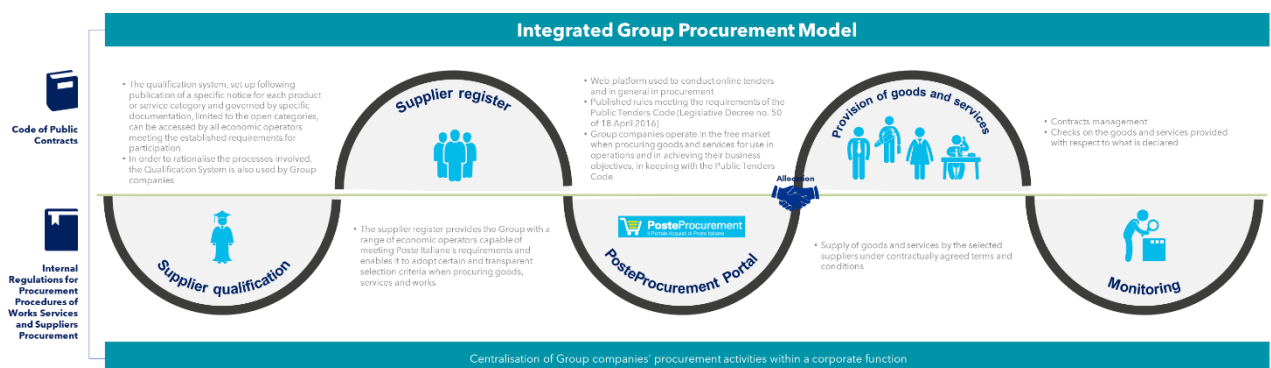 Integrated Group Procurement Model
Code of Public
Contracts
Internal
Regulations for
Procurement
Procedures of
Works Services
and Suppliers
Procurement
• The qualification system, set up following
publication of a specific notice for each product
or service category and governed by specific
documentation, limited to the open categories,
can be accessed by all economic operators
meeting the established requirements for
participation
• In order to rationalise the processes involved,
the Qualification System is also used by Group
companies
Supplier qualification
Supplier register
• The supplier register provides the Group with a
range of economic operators capable of
meeting Poste Italiane's requirements and
enables it to adopt certain and transparent
selection criteria when procuring goods,
services and works
• Web platform used to conduct online tenders
and in general in procurement
• Published rules meeting the requirements of the
Public Tenders Code (Legislative Decree no. 50
of 18 April 2016)
• Group companies operate in the free market
when procuring goods and services for use in
operations and in achieving their business
objectives, in keeping with the Public Tenders
Code
PosteProcurement
Il Portale Acquisti di Poste Italiane
PosteProcurement Portal
Allocation
Provision of goods and services
• Supply of goods and services by the selected
suppliers under contractually agreed terms and
conditions
• Contracts management
• Checks on the goods and services provided
with respect to what is declared
Monitoring
Centralisation of Group companies' procurement activities within a corporate function